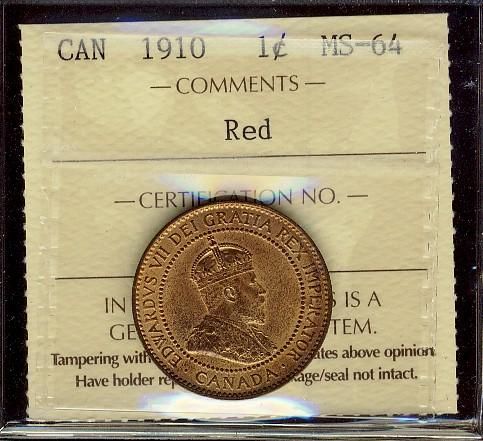 CAN 1910 1¢ MS-64
— COMMENTS —
Red
— CERTIFICATION NO. —
IN IS A
GE TEM.
Tampering with ates above opinion
Have holder rep age/seal not intact.
EDWARDVS VII DEI GRATIA REX IMPERATOR
CANADA